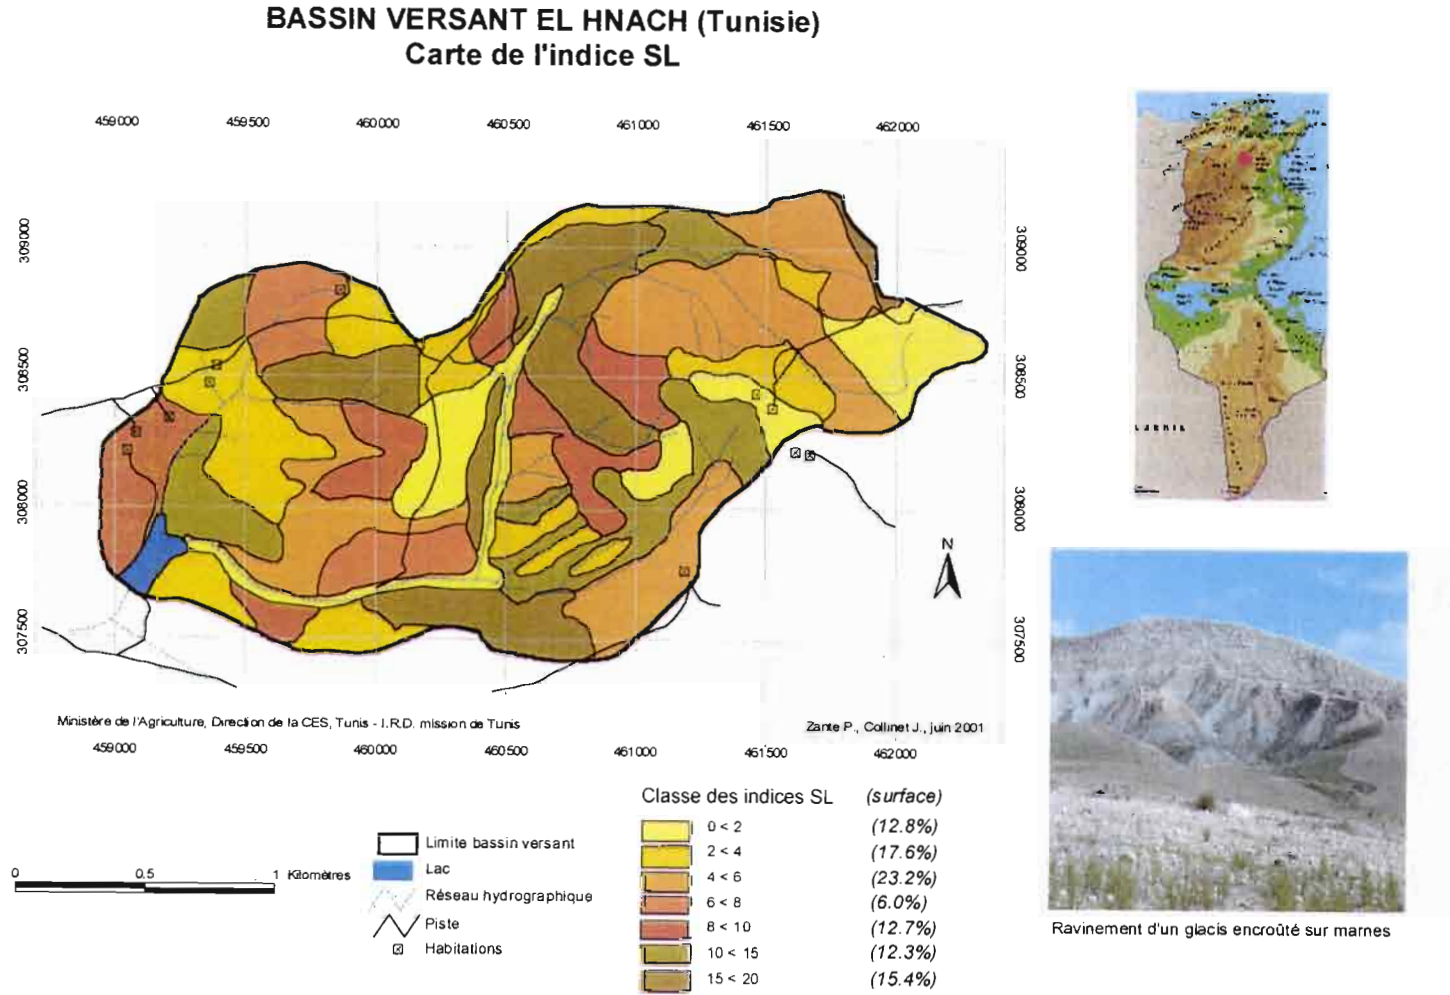 BASSIN VERSANT EL HNACH (Tunisie)
Carte de l'indice SL
459000 459500 460000 460500 461000 461500 462000
309000
308500
308000
307500
309000
308500
308000
307500
N
Ministère de l'Agriculture, Direction de la CES, Tunis - I.R.D. mission de Tunis
Zante P., Collinet J., juin 2001
459000 459500 460000 460500 461000 461500 462000
0 0.5 1 Kilomètres
Limite bassin versant
Lac
Réseau hydrographique
Piste
Habitations
Classe des indices SL (surface)
0 < 2 (12.8%)
2 < 4 (17.6%)
4 < 6 (23.2%)
6 < 8 (6.0%)
8 < 10 (12.7%)
10 < 15 (12.3%)
15 < 20 (15.4%)
Ravinement d'un glacis encroûté sur marnes